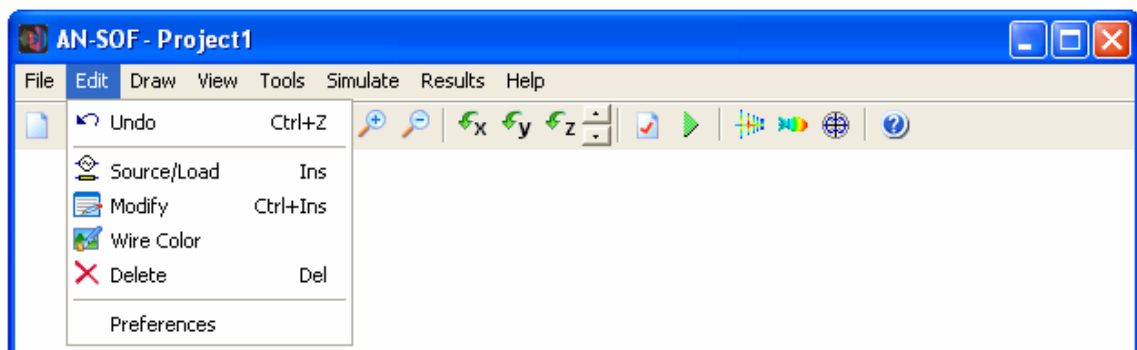 AN-SOF - Project1
File Edit Draw View Tools Simulate Results Help
Undo Ctrl+Z
x y z
Source/Load Ins
Modify Ctrl+Ins
Wire Color
Delete Del
Preferences